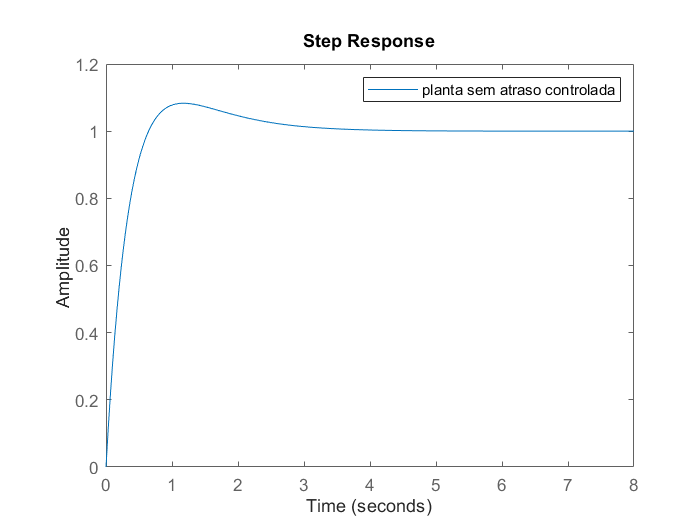 Step Response
planta sem atraso controlada
1.2
1
0.8
0.6
0.4
0.2
0
Amplitude
0 1 2 3 4 5 6 7 8
Time (seconds)